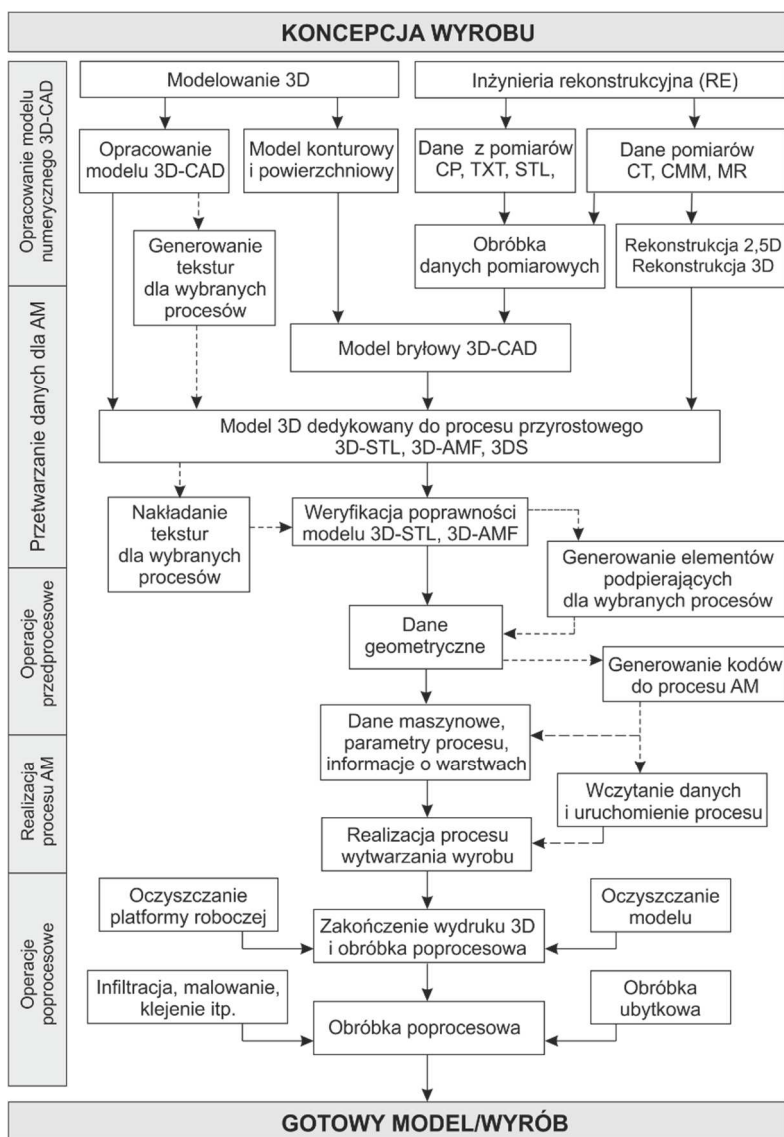 KONCEPCJA WYROBU
Opracowanie modelu
numerycznego 3D-CAD
Modelowanie 3D
Inżynieria rekonstrukcyjna (RE)
Opracowanie
modelu 3D-CAD
Model konturowy
i powierzchniowy
Dane z pomiarów
CP, TXT, STL,
Dane pomiarów
CT, CMM, MR
Generowanie
tekstur
dla wybranych
procesów
Obróbka
danych pomiarowych
Rekonstrukcja 2,5D
Rekonstrukcja 3D
Przetwarzanie danych dla AM
Model bryłowy 3D-CAD
Model 3D dedykowany do procesu przyrostowego
3D-STL, 3D-AMF, 3DS
Nakładanie
tekstur
dla wybranych
procesów
Weryfikacja poprawności
modelu 3D-STL, 3D-AMF
Generowanie elementów
podpierających
dla wybranych procesów
Operacje
przedprocesowe
Dane
geometryczne
Generowanie kodów
do procesu AM
Dane maszynowe,
parametry procesu,
informacje o warstwach
Realizacja
procesu AM
Wczytanie danych
i uruchomienie procesu
Realizacja procesu
wytwarzania wyrobu
Operacje
poprocesowe
Oczyszczanie
platformy roboczej
Zakończenie wydruku 3D
i obróbka poprocesowa
Oczyszczanie
modelu
Infiltracja, malowanie,
klejenie itp.
Obróbka poprocesowa
Obróbka
ubytkowa
GOTOWY MODEL/WYRÓB